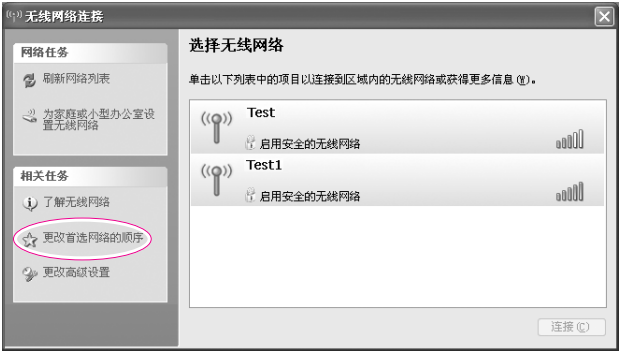 无线网络连接
网络任务
刷新网络列表
为家庭或小型办公室设
置无线网络
相关任务
了解无线网络
更改首选网络的顺序
更改高级设置
选择无线网络
单击以下列表中的项目以连接到区域内的无线网络或获得更多信息(W)。
Test
启用安全的无线网络
Test1
启用安全的无线网络
连接(C)